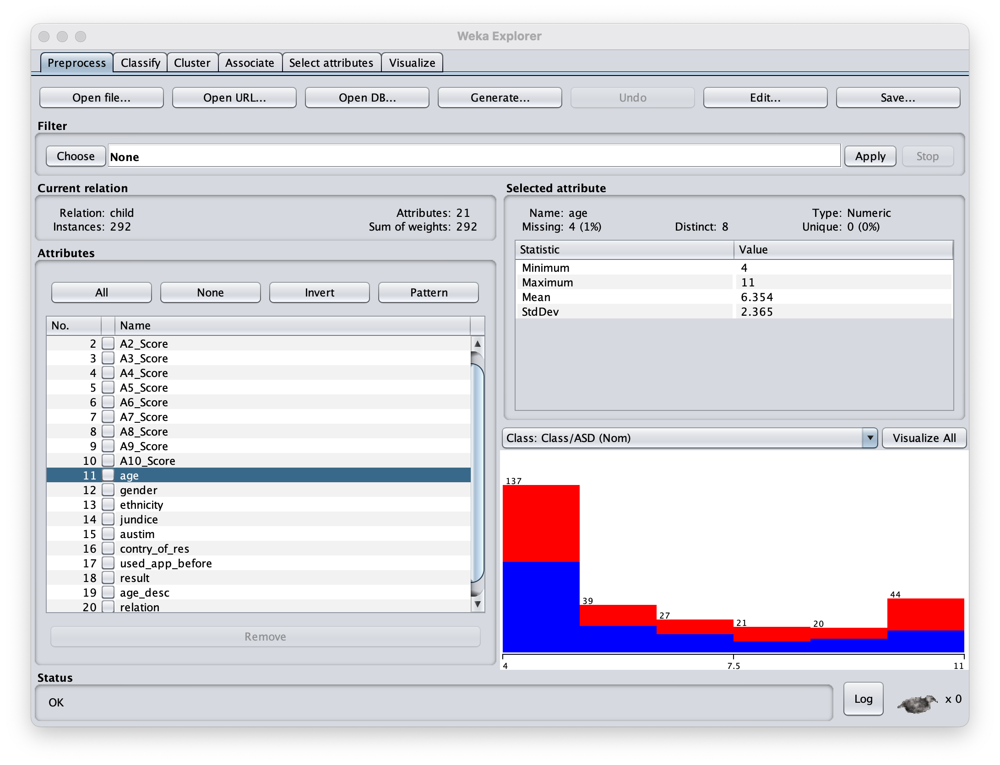 Weka Explorer
Preprocess Classify Cluster Associate Select attributes Visualize
Open file... Open URL... Open DB... Generate... Undo Edit... Save...
Filter
Choose None Apply Stop
Current relation
Relation: child Attributes: 21
Instances: 292 Sum of weights: 292
Attributes
All None Invert Pattern
No. Name
2 A2_Score
3 A3_Score
4 A4_Score
5 A5_Score
6 A6_Score
7 A7_Score
8 A8_Score
9 A9_Score
10 A10_Score
11 age
12 gender
13 ethnicity
14 jundice
15 austim
16 contry_of_res
17 used_app_before
18 result
19 age_desc
20 relation
Remove
Selected attribute
Name: age Type: Numeric
Missing: 4 (1%) Distinct: 8 Unique: 0 (0%)
Statistic Value
Minimum 4
Maximum 11
Mean 6.354
StdDev 2.365
Class: Class/ASD (Nom) Visualize All
137
39
27
21
20
44
4 7.5 11
Status
OK
Log x 0